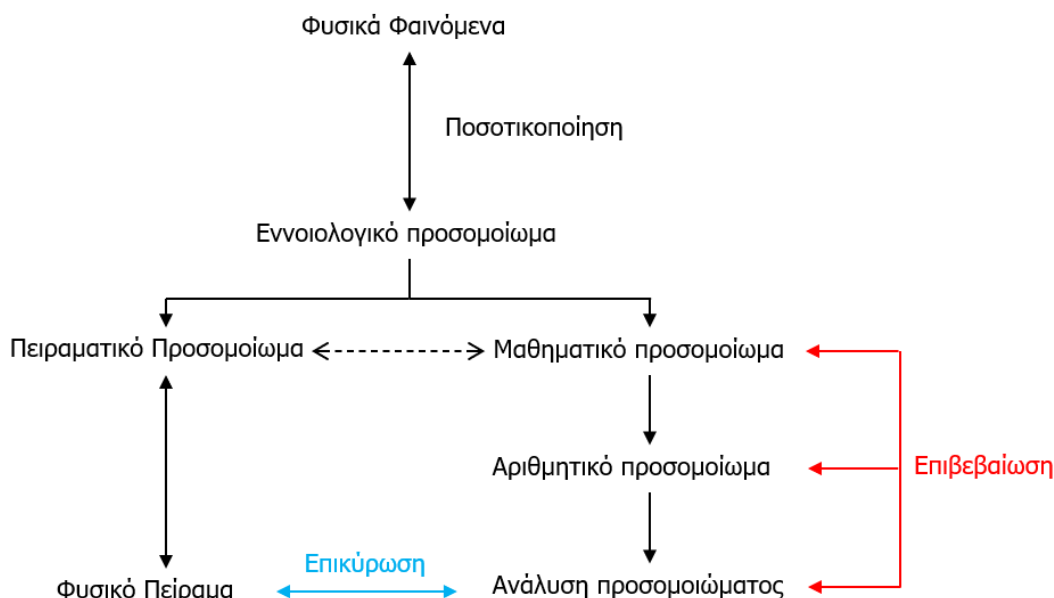 Φυσικά Φαινόμενα
Ποσοτικοποίηση
Εννοιολογικό προσομοίωμα
Πειραματικό Προσομοίωμα
Μαθηματικό προσομοίωμα
Αριθμητικό προσομοίωμα
Επιβεβαίωση
Επικύρωση
Φυσικό Πείραμα
Ανάλυση προσομοιώματος